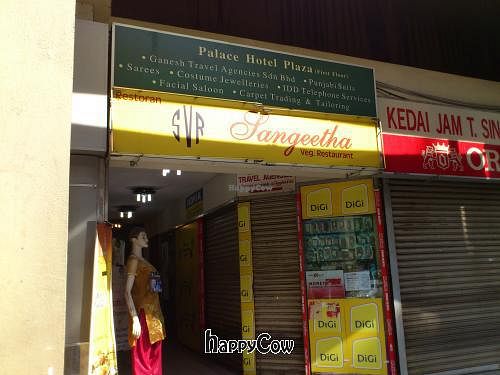 Palace Hotel Plaza (First Floor)
• Ganesh Travel Agencies Sdn Bhd • Punjabi Suits
• Sarees • Costume Jewelleries • IDD Telephone Services
• Facial Saloon • Carpet Trading & Tailoring
Restoran
SVR Sangeetha
Veg. Restaurant
KEDAI JAM T. SIN
OR
TRAVEL AGENCIES
HappyCow
DiGi DiGi
DiGi DiGi
DiGi DiGi
HappyCow